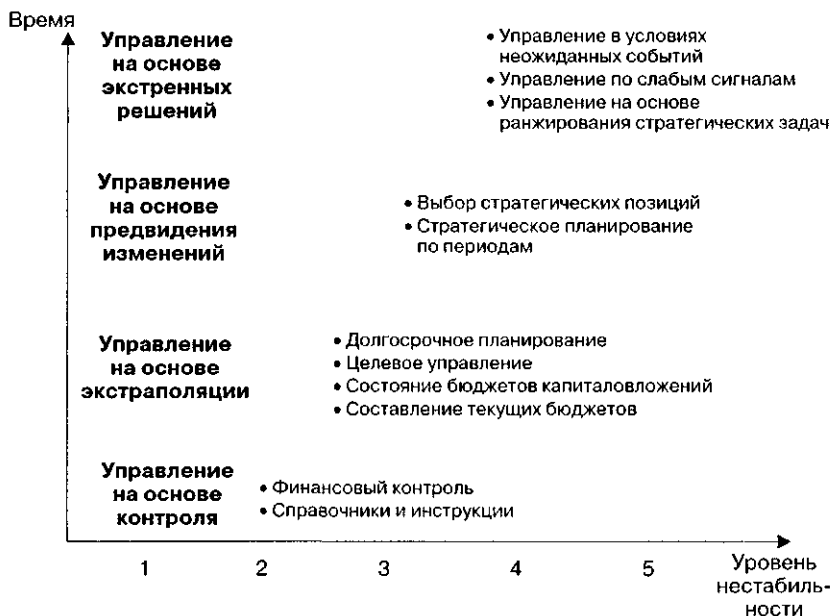 Время
Управление
на основе
экстренных
решений
• Управление в условиях
неожиданных событий
• Управление по слабым сигналам
• Управление на основе
ранжирования стратегических задач
Управление
на основе
предвидения
изменений
• Выбор стратегических позиций
• Стратегическое планирование
по периодам
Управление
на основе
экстраполяции
• Долгосрочное планирование
• Целевое управление
• Состояние бюджетов капиталовложений
• Составление текущих бюджетов
Управление
на основе
контроля
• Финансовый контроль
• Справочники и инструкции
1 2 3 4 5
Уровень
нестабиль-
ности